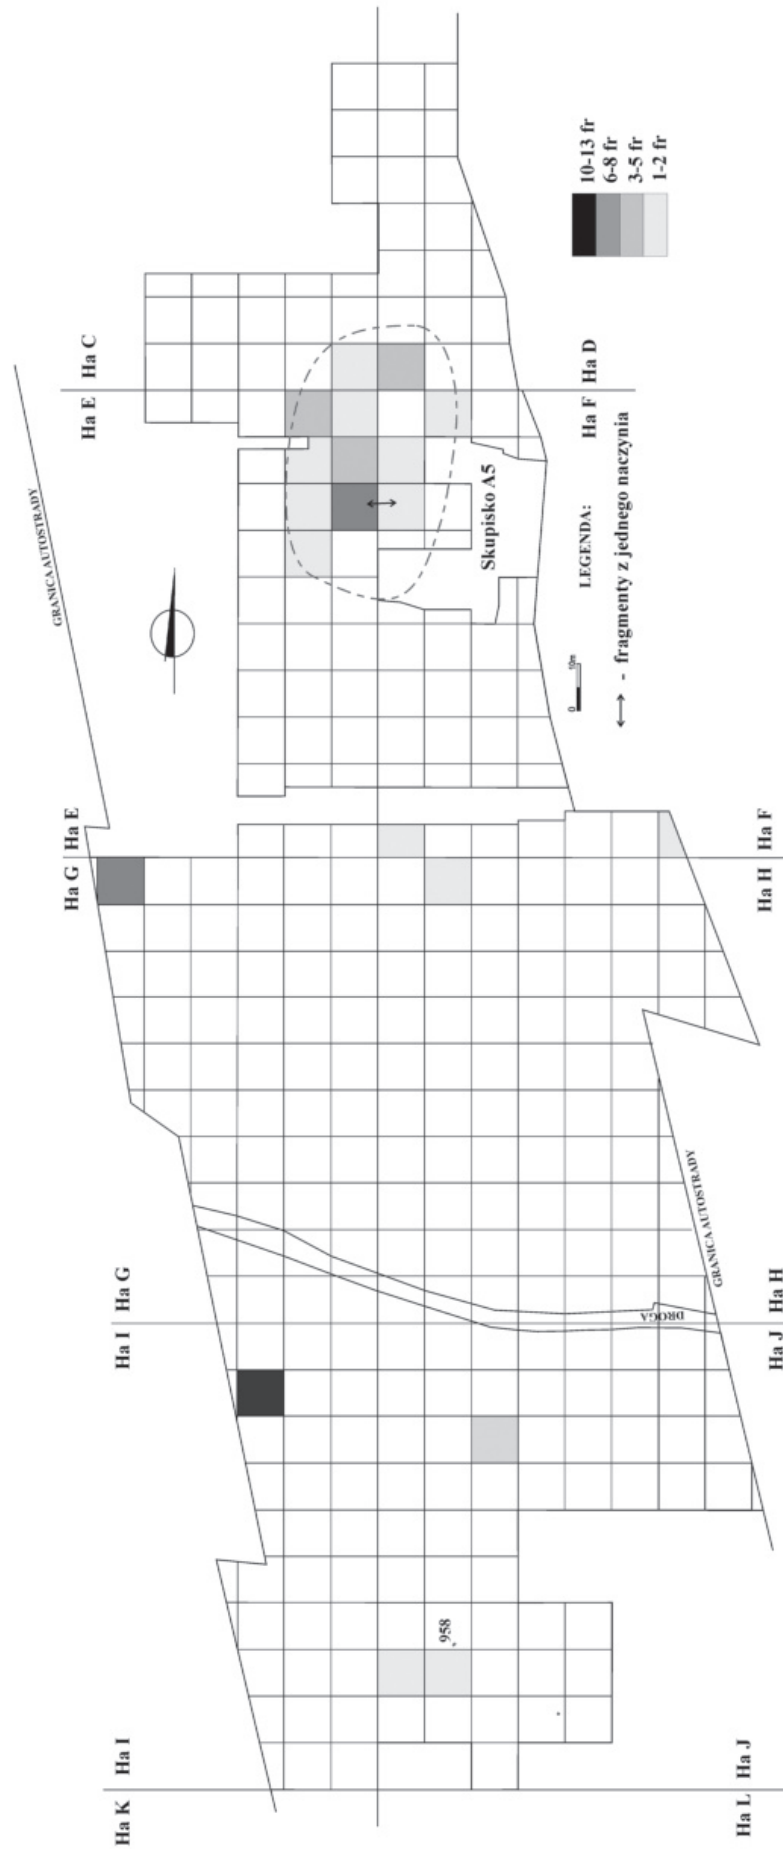 Ha C
Ha E
GRANICA AUTOSTRADY
10-13 fr
6-8 fr
3-5 fr
1-2 fr
Ha D
Ha F
Skupisko A5
LEGENDA:
- fragmenty z jednego naczynia
0 10m
Ha E
Ha G
Ha F
Ha H
GRANICA AUTOSTRADY
Ha G
Ha I
DROGA
Ha H
Ha J
958
Ha I
Ha K
Ha J
Ha L